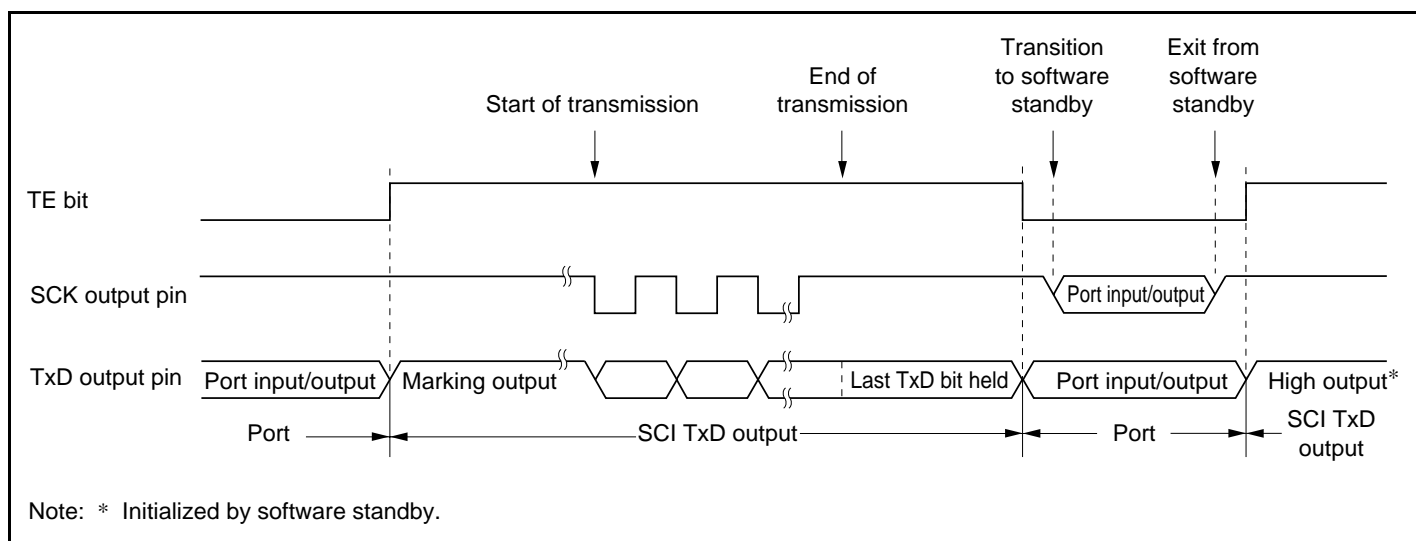 Start of transmission
End of
transmission
Transition
to software
standby
Exit from
software
standby
TE bit
SCK output pin
Port input/output
TxD output pin
Port input/output
Marking output
Last TxD bit held
Port input/output
High output*
Port
SCI TxD output
Port
SCI TxD
output
Note: * Initialized by software standby.